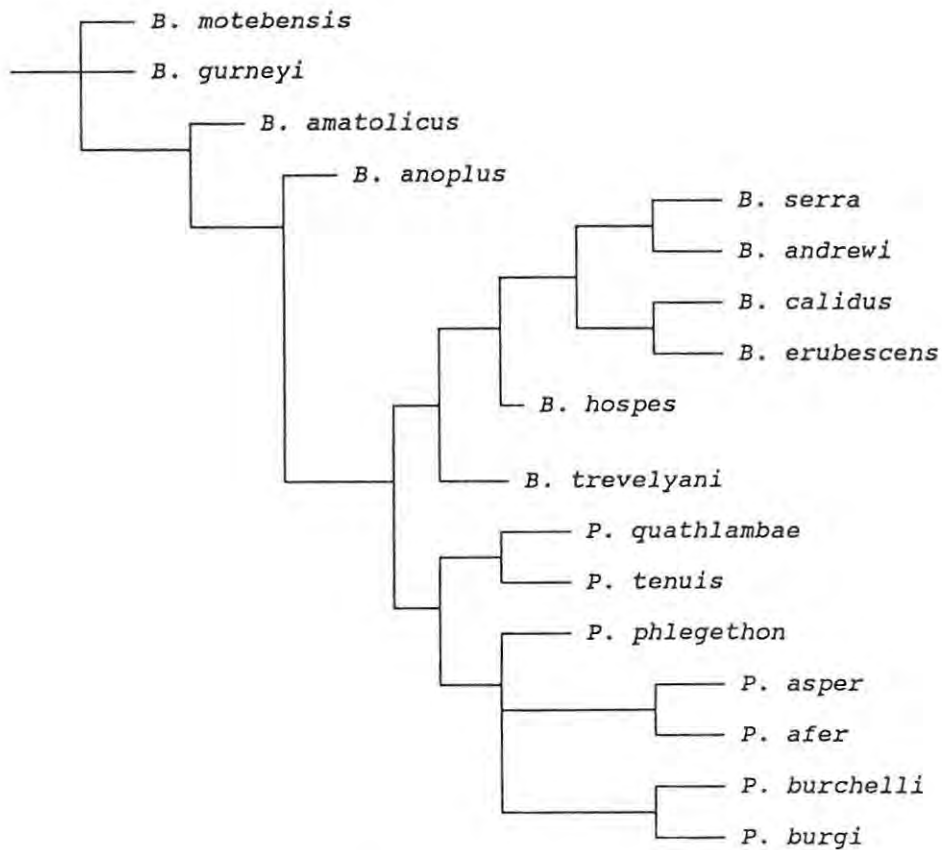 B. motebensis
B. gurneyi
B. amatolicus
B. anoplus
B. serra
B. andrewi
B. calidus
B. erubescens
B. hospes
B. trevelyani
P. quathlambae
P. tenuis
P. phlegethon
P. asper
P. afer
P. burchelli
P. burgi